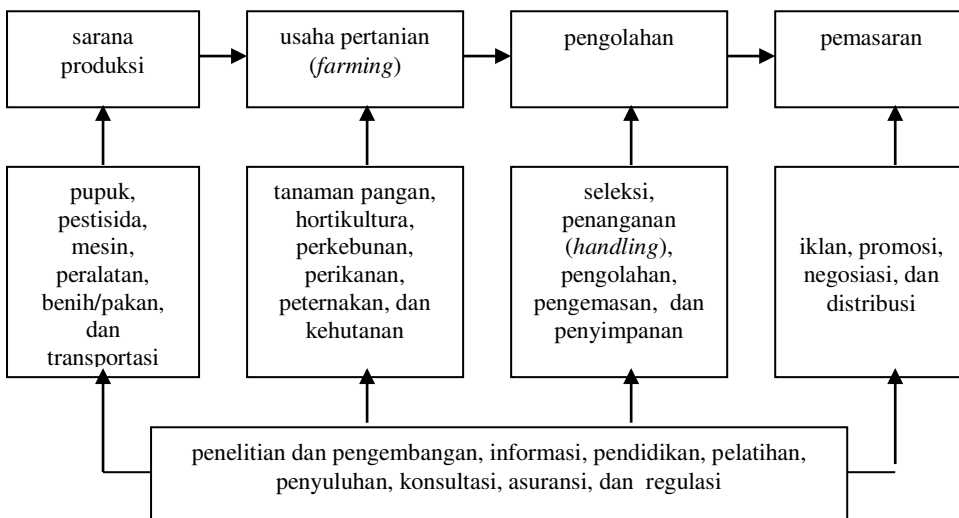 sarana
produksi
usaha pertanian
(farming)
pengolahan
pemasaran
pupuk,
pestisida,
mesin,
peralatan,
benih/pakan,
dan
transportasi
tanaman pangan,
hortikultura,
perkebunan,
perikanan,
peternakan, dan
kehutanan
seleksi,
penanganan
(handling),
pengolahan,
pengemasan, dan
penyimpanan
iklan, promosi,
negosiasi, dan
distribusi
penelitian dan pengembangan, informasi, pendidikan, pelatihan,
penyuluhan, konsultasi, asuransi, dan regulasi